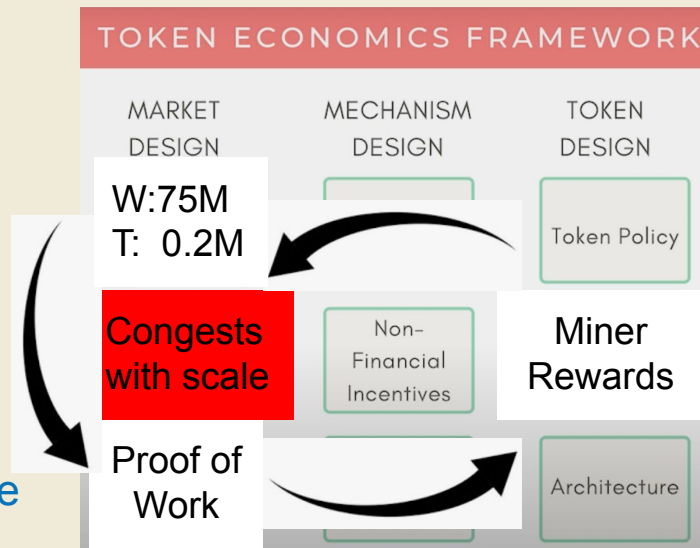 TOKEN ECONOMICS FRAMEWORK
MARKET
DESIGN
MECHANISM
DESIGN
TOKEN
DESIGN
W:75M
T: 0.2M
Token Policy
Congests
with scale
Non-
Financial
Incentives
Miner
Rewards
Proof of
Work
Architecture
e